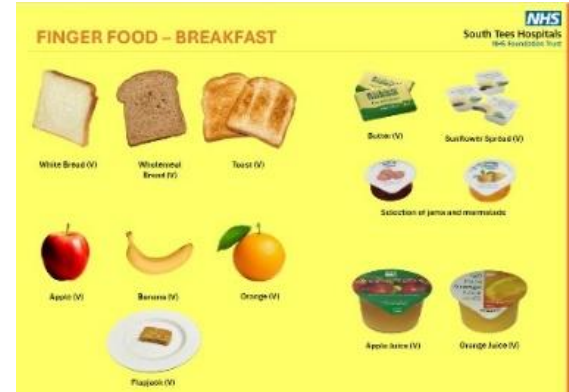 FINGER FOOD – BREAKFAST
NHS
South Tees Hospitals
NHS Foundation Trust
White Bread (V)
Wholemeal
Bread (V)
Toast (V)
Butter (V)
Sunflower Spread (V)
Selection of jams and marmalade
Apple (V)
Banana (V)
Orange (V)
Flapjack (V)
Apple Juice (V)
Orange Juice (V)